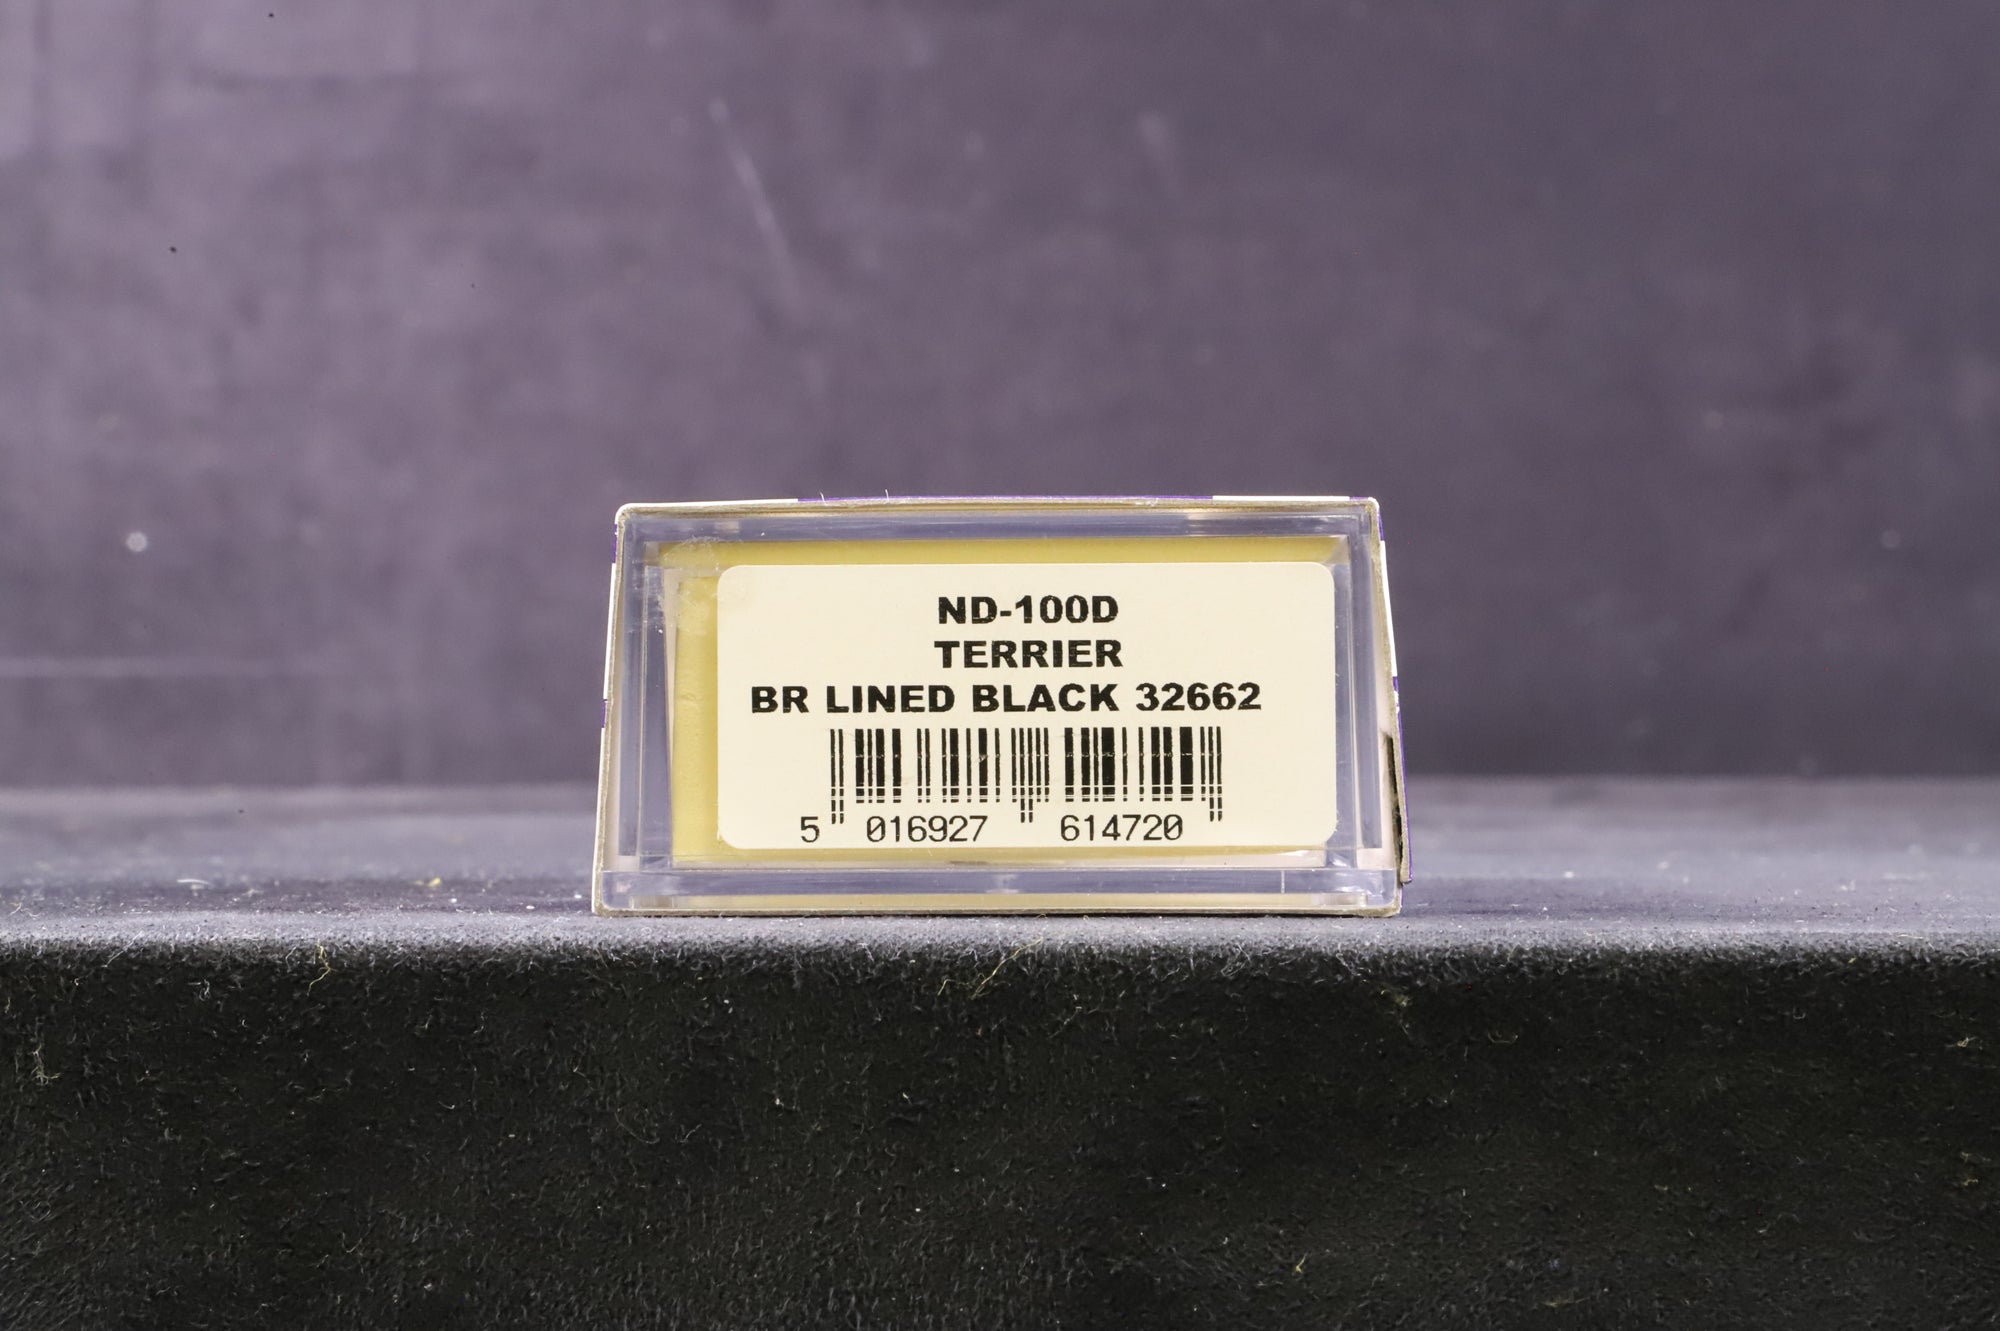 ND-100D
TERRIER
BR LINED BLACK 32662
5 016927 614720